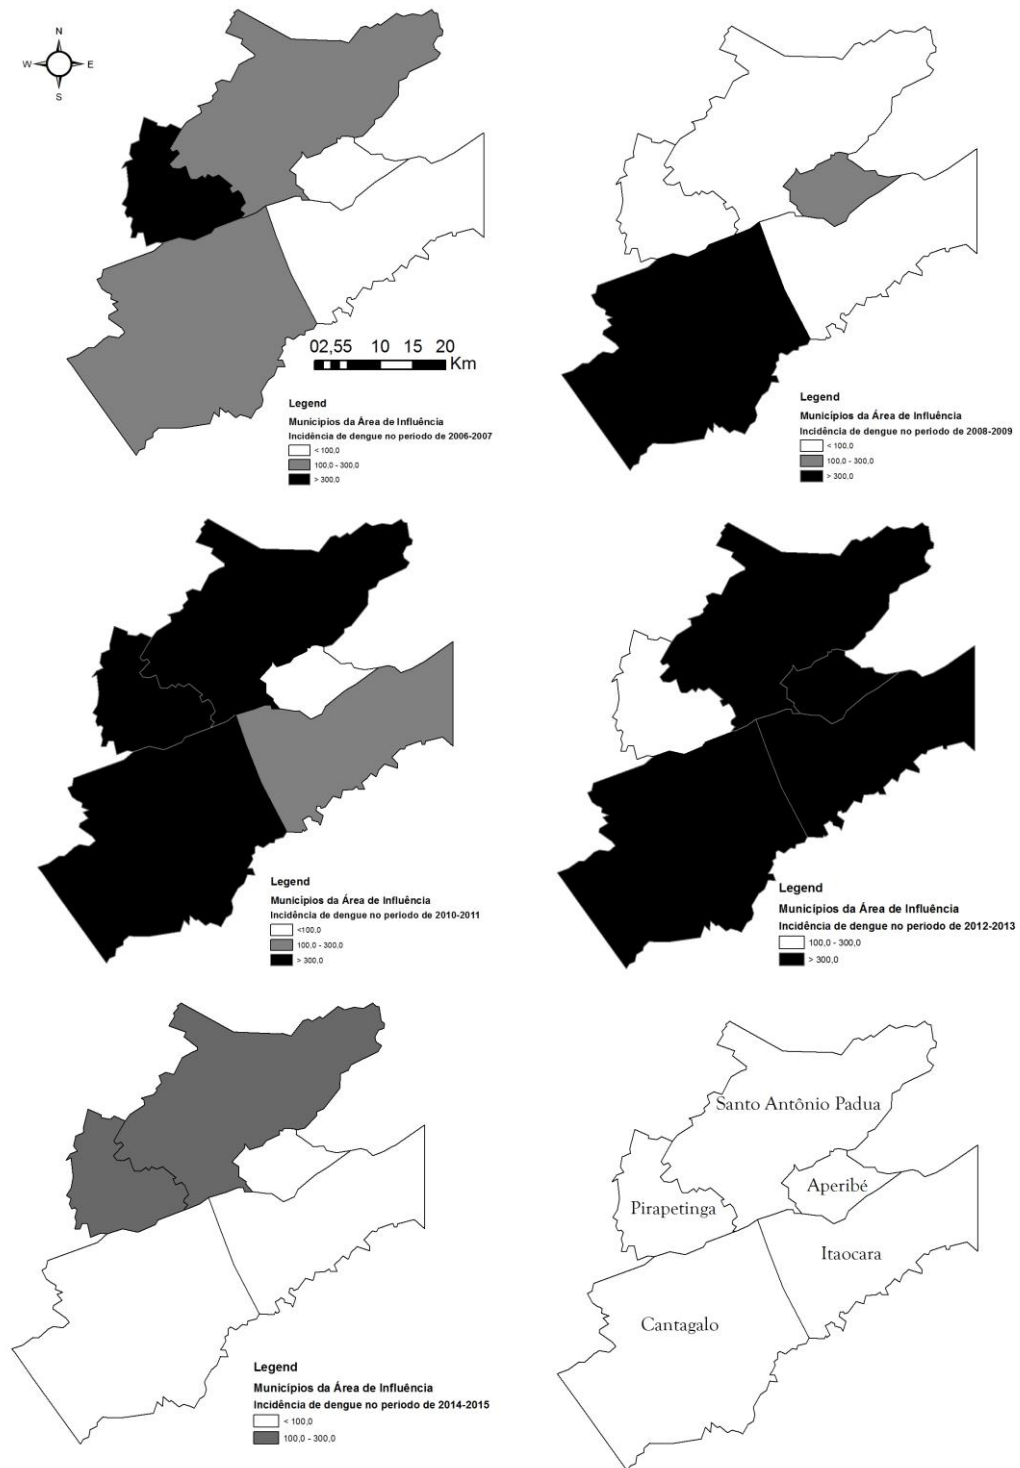 N
W E
S
02,55 10 15 20
Km
Legend
Municípios da Área de Influência
Incidência de dengue no periodo de 2006-2007
< 100,0
100,0 - 300,0
> 300,0
Legend
Municípios da Área de Influência
Incidência de dengue no periodo de 2008-2009
< 100,0
100,0 - 300,0
> 300,0
Legend
Municípios da Área de Influência
Incidência de dengue no periodo de 2010-2011
<100,0
100,0 - 300,0
> 300,0
Legend
Municípios da Área de Influência
Incidência de dengue no periodo de 2012-2013
100,0 - 300,0
> 300,0
Legend
Municípios da Área de Influência
Incidência de dengue no periodo de 2014-2015
< 100,0
100,0 - 300,0
Santo Antônio Padua
Aperibé
Pirapetinga
Itaocara
Cantagalo